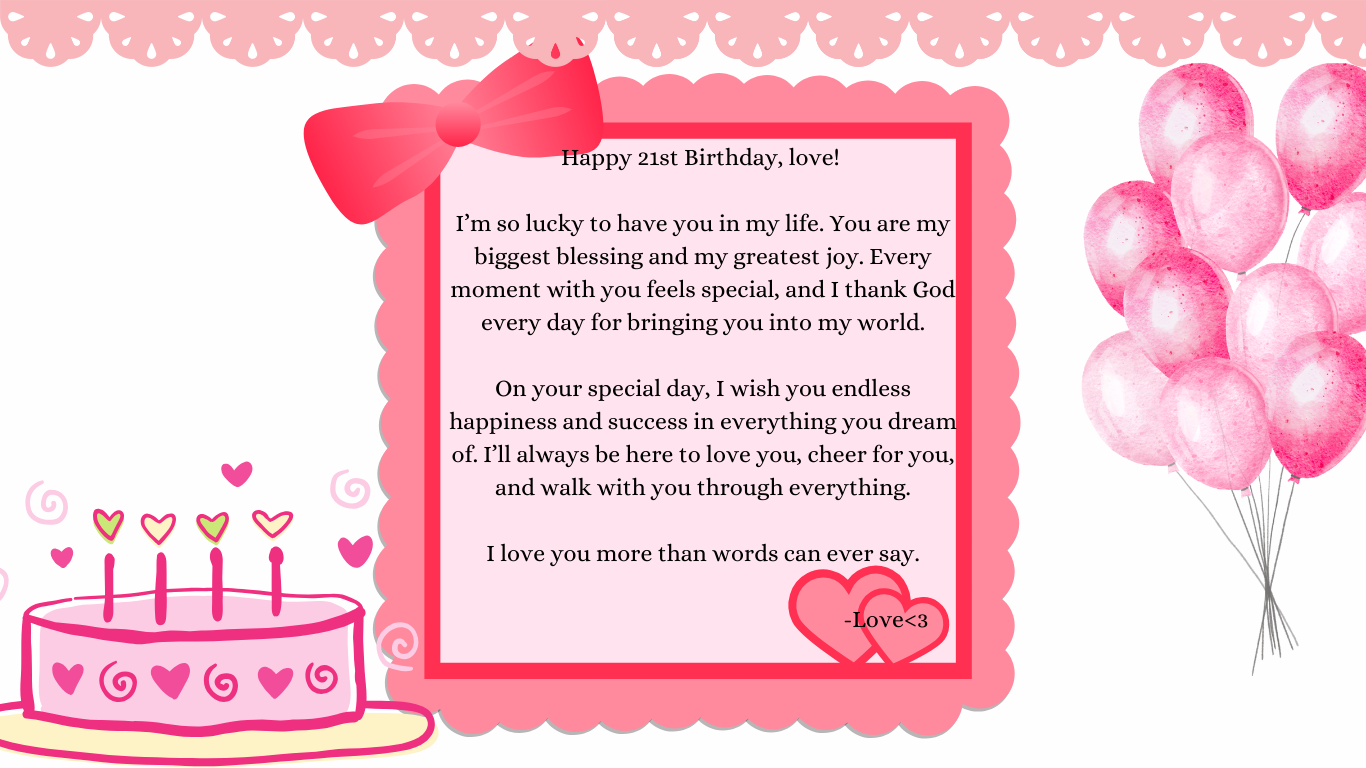 Happy 21st Birthday, love!
I’m so lucky to have you in my life. You are my
biggest blessing and my greatest joy. Every
moment with you feels special, and I thank God
every day for bringing you into my world.
On your special day, I wish you endless
happiness and success in everything you dream
of. I’ll always be here to love you, cheer for you,
and walk with you through everything.
I love you more than words can ever say.
-Love<3